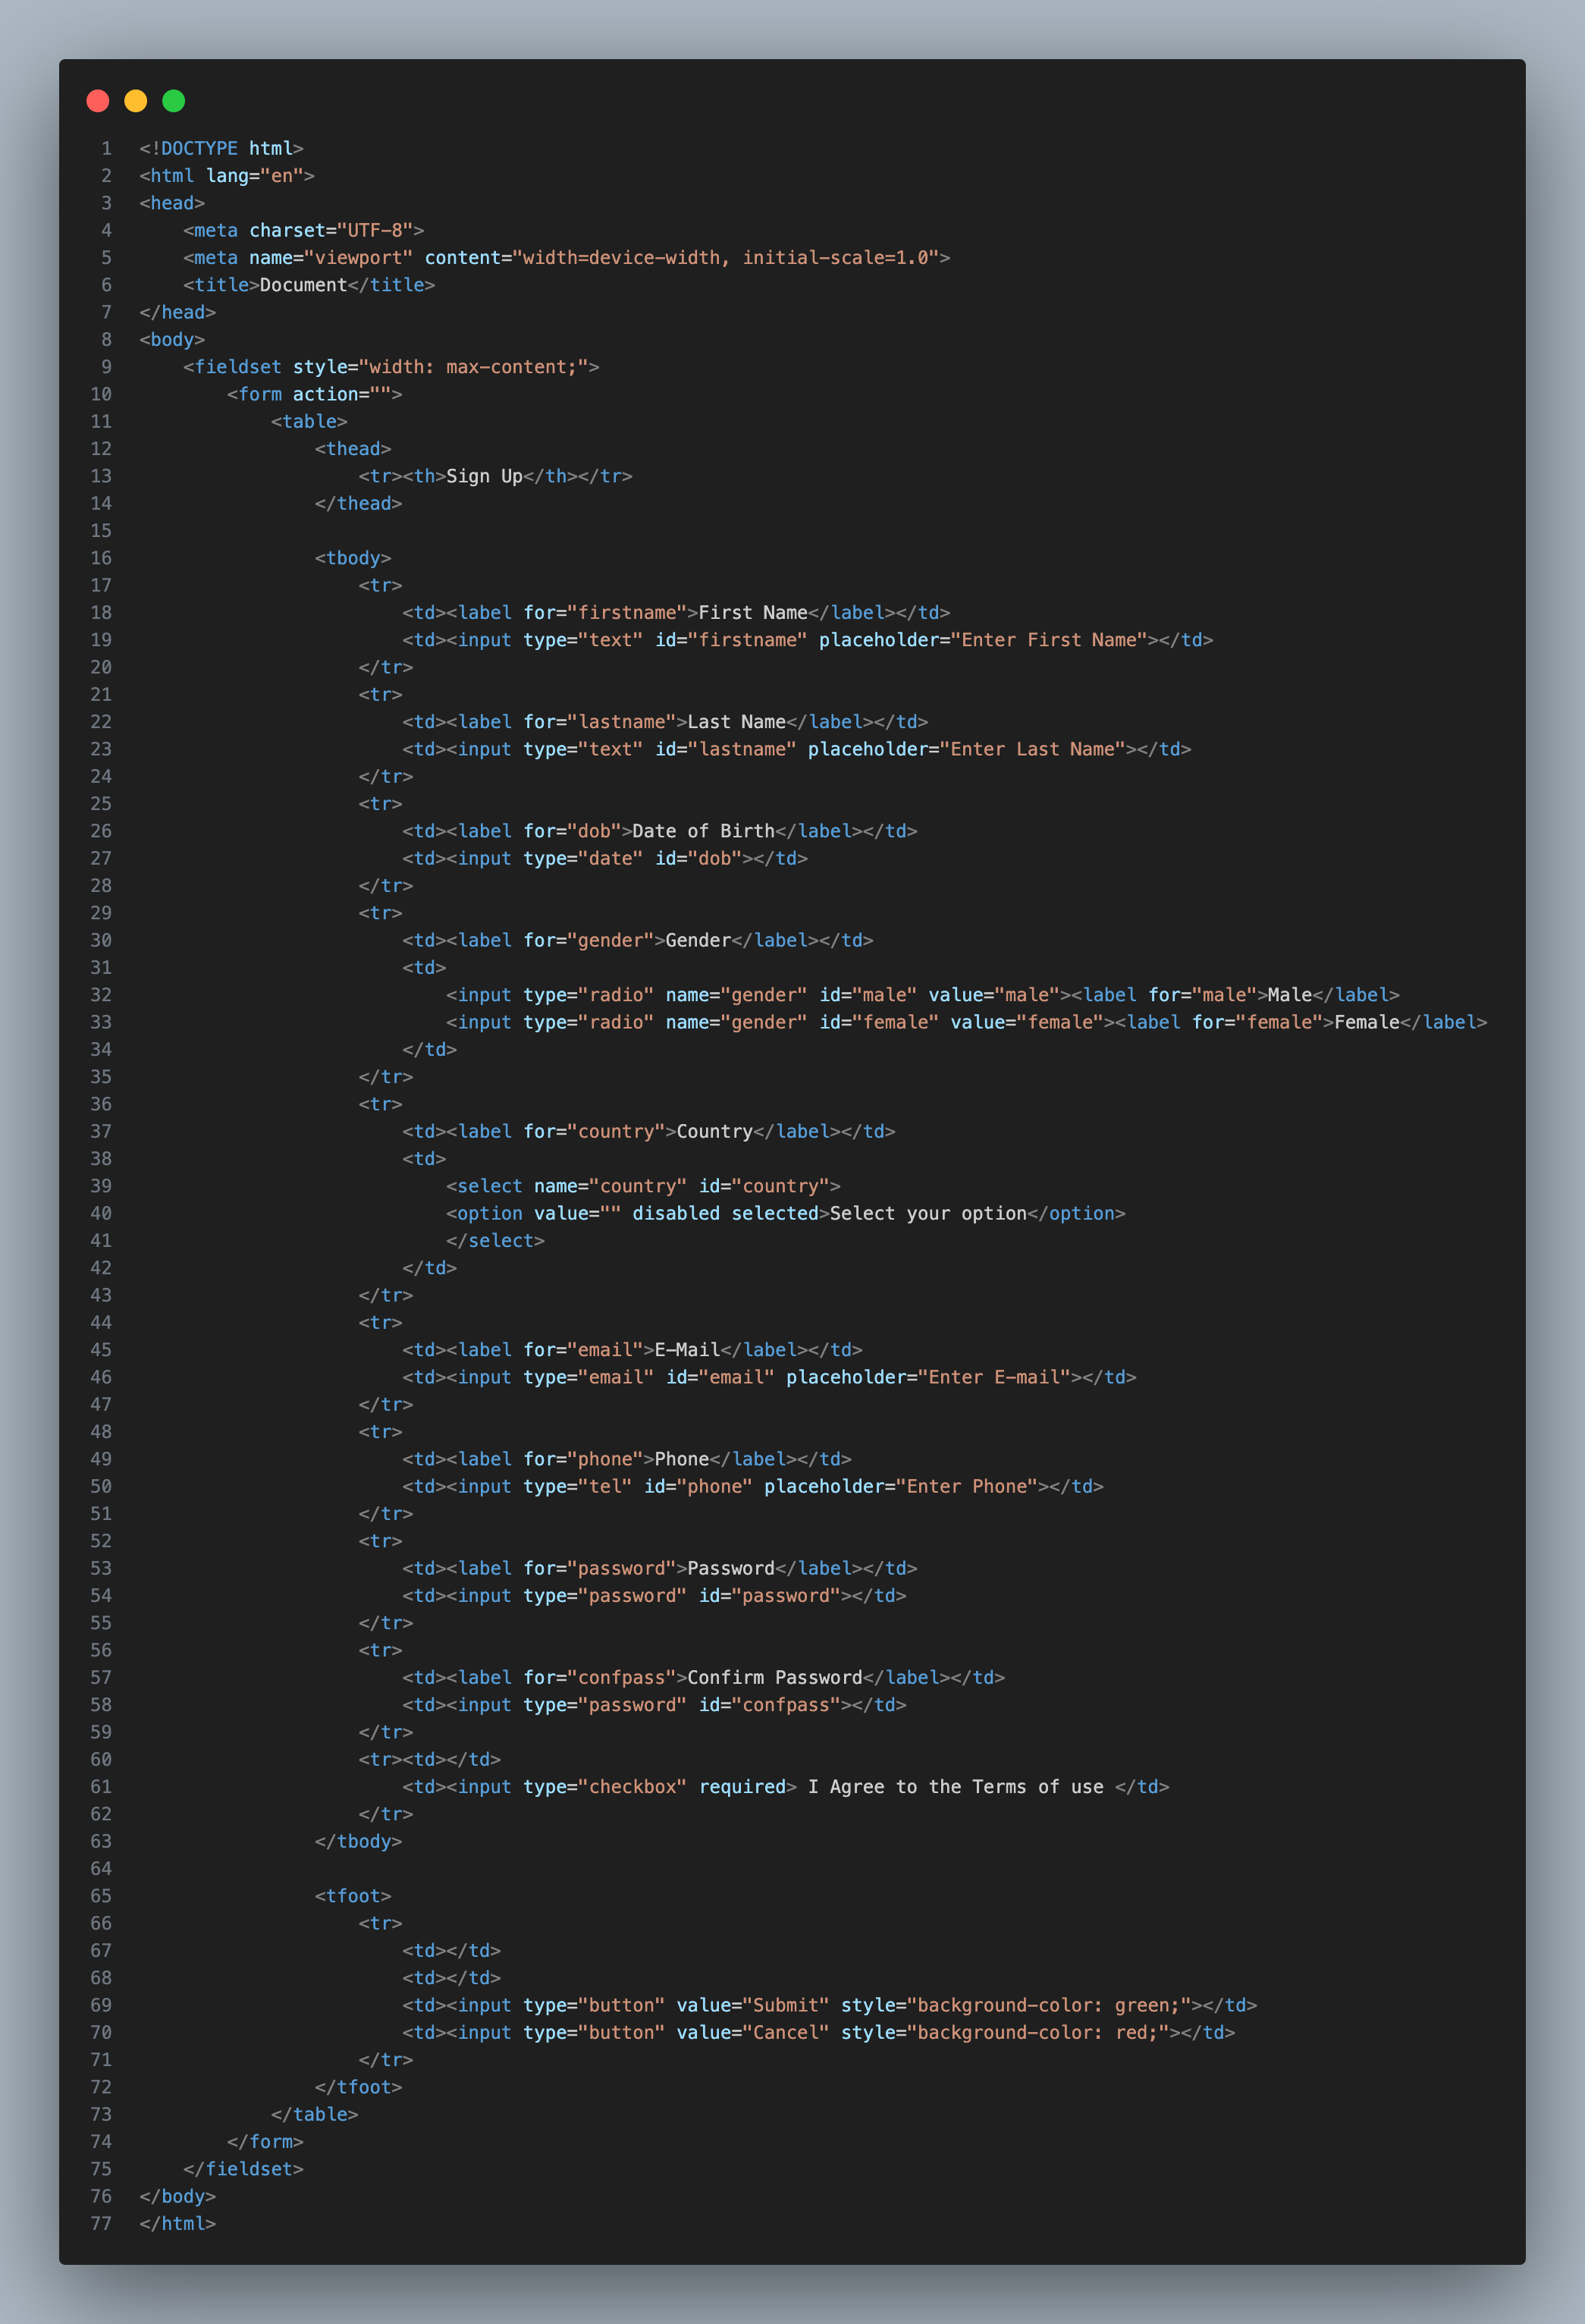 1 <!DOCTYPE html>
2 <html lang="en">
3 <head>
4     <meta charset="UTF-8">
5     <meta name="viewport" content="width=device-width, initial-scale=1.0">
6     <title>Document</title>
7 </head>
8 <body>
9     <fieldset style="width: max-content;">
10         <form action="">
11             <table>
12                 <thead>
13                     <tr><th>Sign Up</th></tr>
14                 </thead>
15
16                 <tbody>
17                     <tr>
18                         <td><label for="firstname">First Name</label></td>
19                         <td><input type="text" id="firstname" placeholder="Enter First Name"></td>
20                     </tr>
21                     <tr>
22                         <td><label for="lastname">Last Name</label></td>
23                         <td><input type="text" id="lastname" placeholder="Enter Last Name"></td>
24                     </tr>
25                     <tr>
26                         <td><label for="dob">Date of Birth</label></td>
27                         <td><input type="date" id="dob"></td>
28                     </tr>
29                     <tr>
30                         <td><label for="gender">Gender</label></td>
31                         <td>
32                             <input type="radio" name="gender" id="male" value="male"><label for="male">Male</label>
33                             <input type="radio" name="gender" id="female" value="female"><label for="female">Female</label>
34                         </td>
35                     </tr>
36                     <tr>
37                         <td><label for="country">Country</label></td>
38                         <td>
39                             <select name="country" id="country">
40                             <option value="" disabled selected>Select your option</option>
41                             </select>
42                         </td>
43                     </tr>
44                     <tr>
45                         <td><label for="email">E-Mail</label></td>
46                         <td><input type="email" id="email" placeholder="Enter E-mail"></td>
47                     </tr>
48                     <tr>
49                         <td><label for="phone">Phone</label></td>
50                         <td><input type="tel" id="phone" placeholder="Enter Phone"></td>
51                     </tr>
52                     <tr>
53                         <td><label for="password">Password</label></td>
54                         <td><input type="password" id="password"></td>
55                     </tr>
56                     <tr>
57                         <td><label for="confpass">Confirm Password</label></td>
58                         <td><input type="password" id="confpass"></td>
59                     </tr>
60                     <tr><td></td>
61                         <td><input type="checkbox" required> I Agree to the Terms of use </td>
62                     </tr>
63                 </tbody>
64
65                 <tfoot>
66                     <tr>
67                         <td></td>
68                         <td></td>
69                         <td><input type="button" value="Submit" style="background-color: green;"></td>
70                         <td><input type="button" value="Cancel" style="background-color: red;"></td>
71                     </tr>
72                 </tfoot>
73             </table>
74         </form>
75     </fieldset>
76 </body>
77 </html>